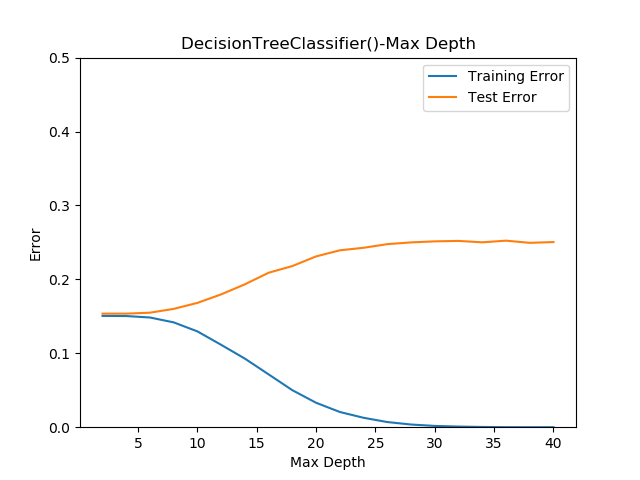 DecisionTreeClassifier()-Max Depth
Training Error
Test Error
Error
0.5
0.4
0.3
0.2
0.1
0.0
5 10 15 20 25 30 35 40
Max Depth